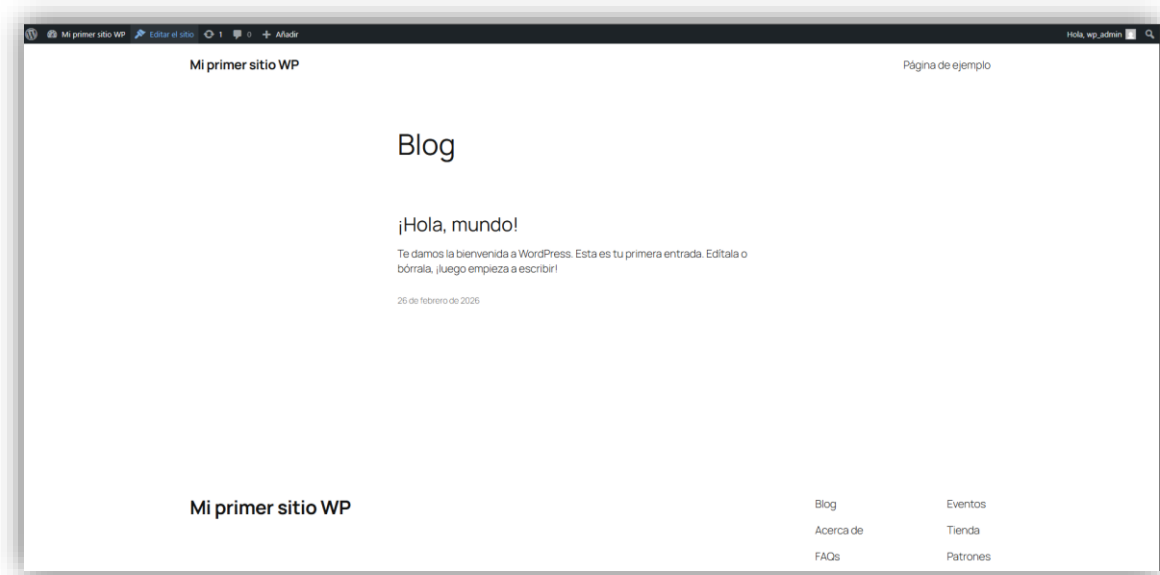 Mi primer sitio WP Editar el sitio 1 0 + Añadir Hola, wp_admin
Mi primer sitio WP Página de ejemplo
Blog
¡Hola, mundo!
Te damos la bienvenida a WordPress. Esta es tu primera entrada. Edítala o
bórrala, ¡luego empieza a escribir!
26 de febrero de 2026
Mi primer sitio WP
Blog Eventos
Acerca de Tienda
FAQs Patrones